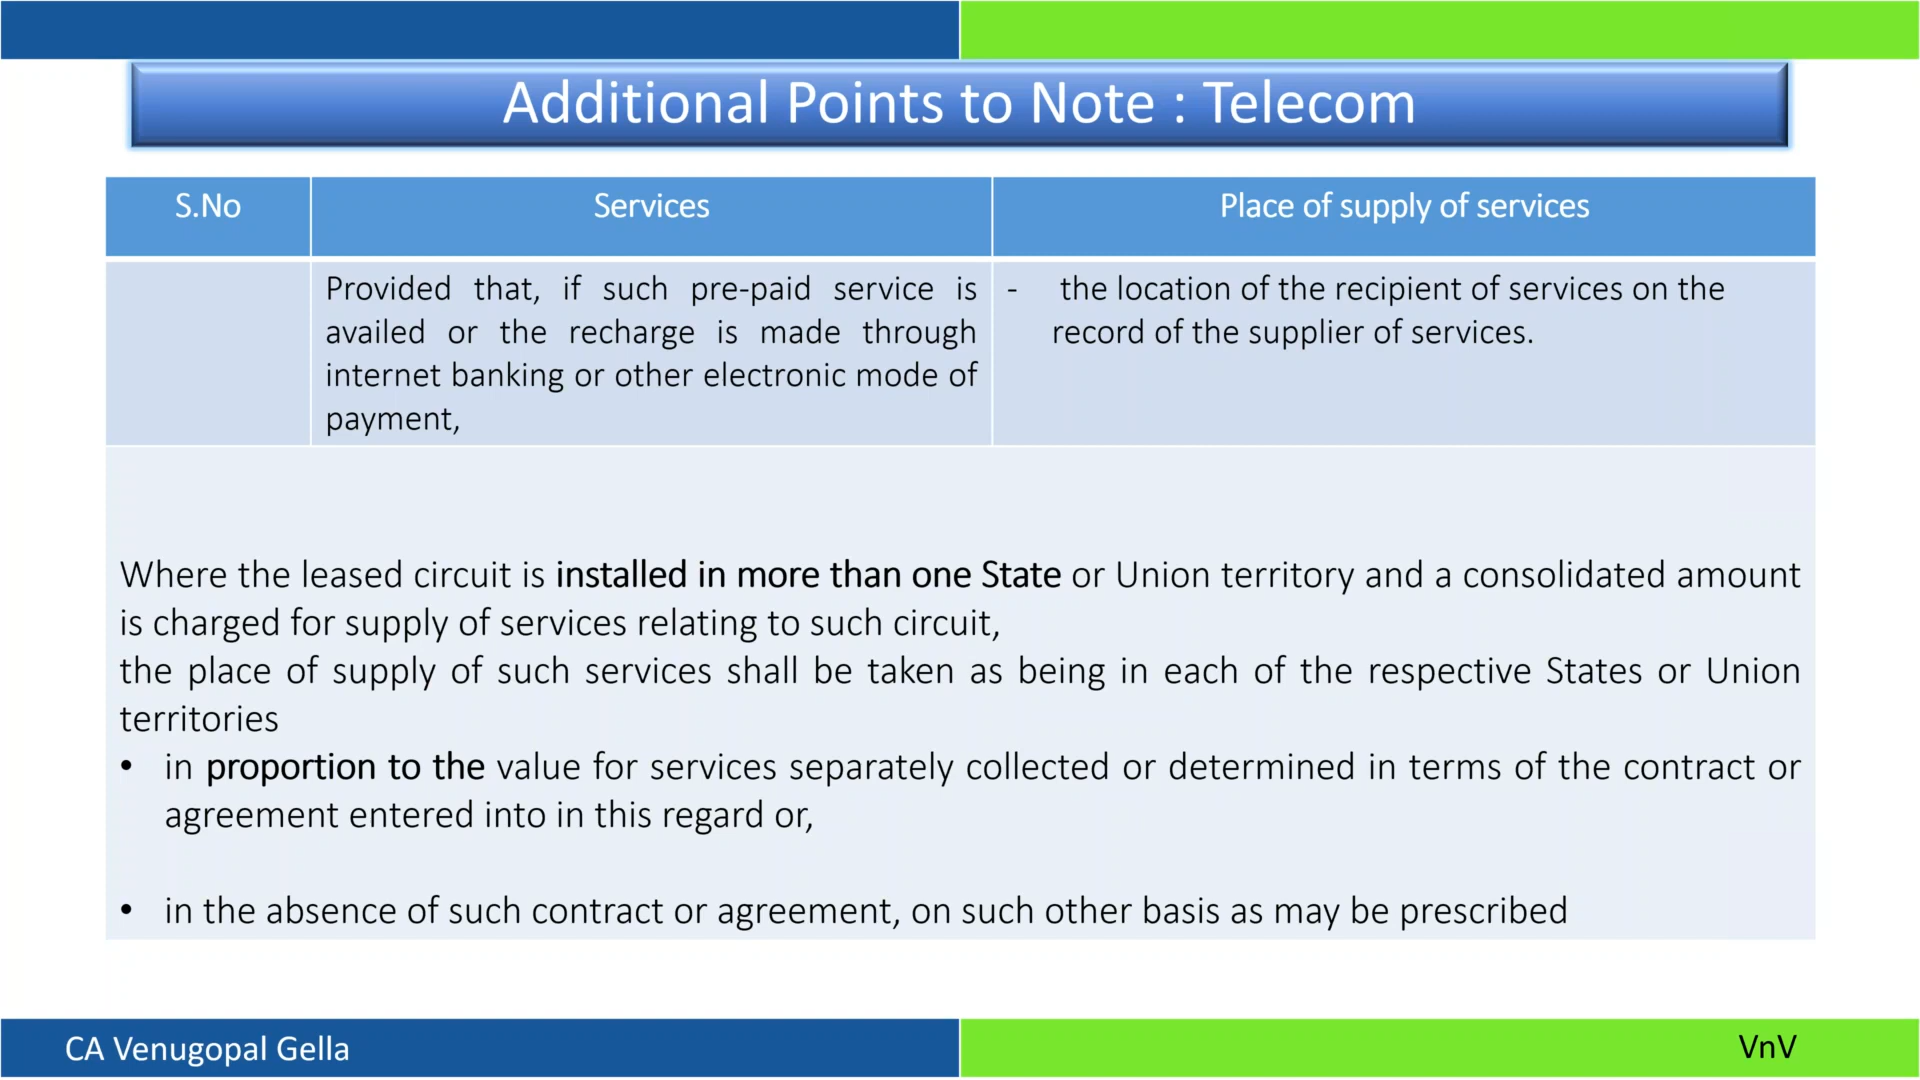 Additional Points to Note : Telecom
S.No
Services
Place of supply of services
Provided that, if such pre-paid service is
availed or the recharge is made through
internet banking or other electronic mode of
payment,
- the location of the recipient of services on the
record of the supplier of services.
Where the leased circuit is installed in more than one State or Union territory and a consolidated amount
is charged for supply of services relating to such circuit,
the place of supply of such services shall be taken as being in each of the respective States or Union
territories
• in proportion to the value for services separately collected or determined in terms of the contract or
agreement entered into in this regard or,
• in the absence of such contract or agreement, on such other basis as may be prescribed
CA Venugopal Gella
VnV